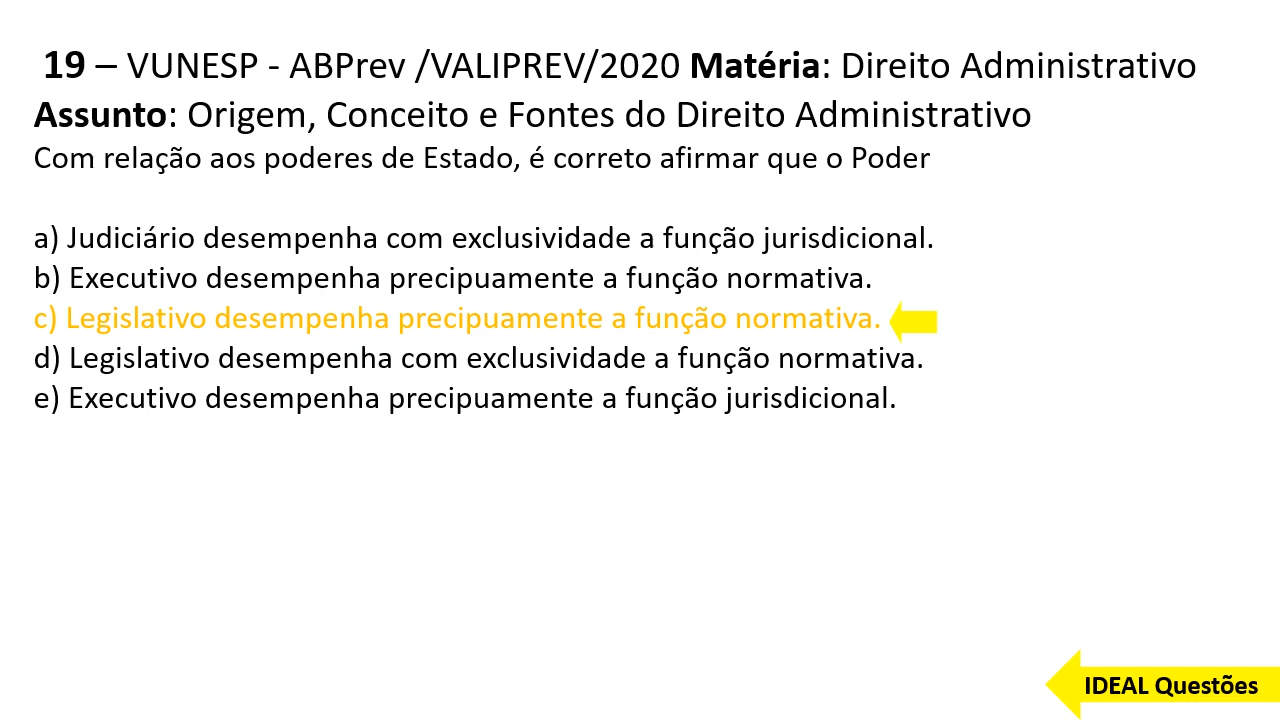 19 – VUNESP - ABPrev /VALIPREV/2020 Matéria: Direito Administrativo
Assunto: Origem, Conceito e Fontes do Direito Administrativo
Com relação aos poderes de Estado, é correto afirmar que o Poder
a) Judiciário desempenha com exclusividade a função jurisdicional.
b) Executivo desempenha precipuamente a função normativa.
c) Legislativo desempenha precipuamente a função normativa.
d) Legislativo desempenha com exclusividade a função normativa.
e) Executivo desempenha precipuamente a função jurisdicional.
IDEAL Questões